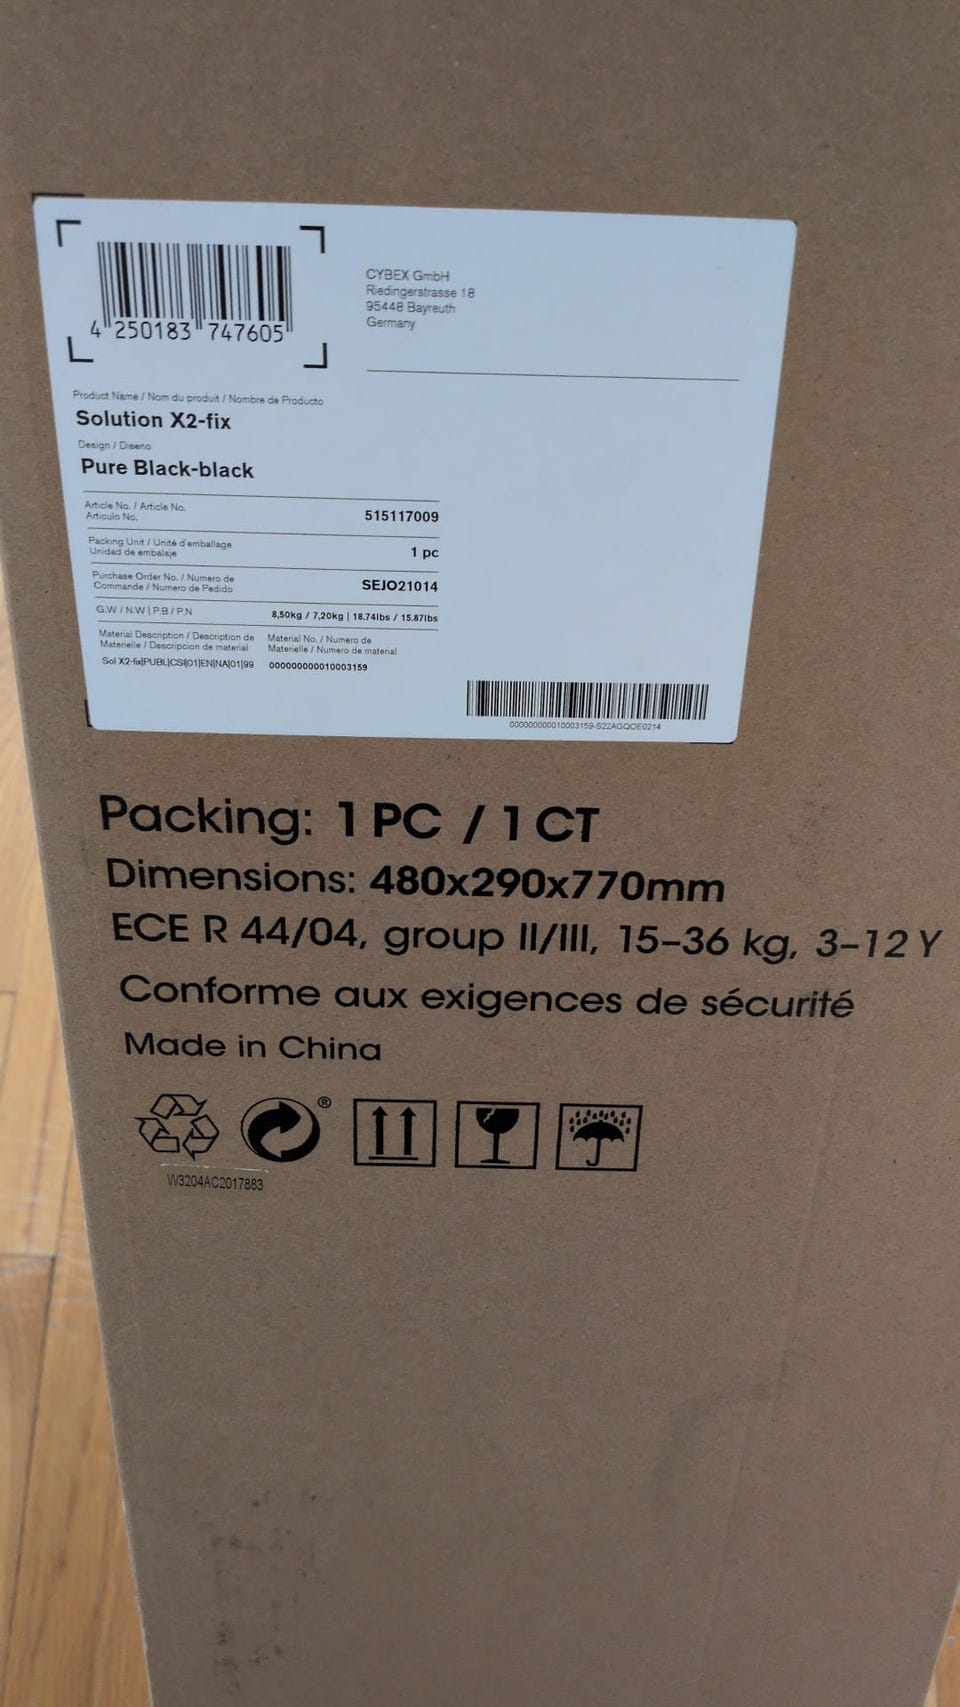 4 250183 747605
CYBEX GmbH
Riedingerstrasse 18
95448 Bayreuth
Germany
Product Name / Nom du produit / Nombre de Producto
Solution X2-fix
Design / Diseno
Pure Black-black
Article No. / Article No.
Articulo No.
515117009
Packing Unit / Unité d'emballage
Unidad de embalaje
1 pc
Purchase Order No. / Numero de
Commande / Numero de Pedido
SEJO21014
G.W / N.W | P.B / P.N
8,50kg / 7,20kg | 18.74lbs / 15.87lbs
Material Description / Description de
Materielle / Descripcion de material
Material No. / Numero de
Materielle / Numero de material
Sol X2-fix|PUBL|CSI|01|EN|NA|01|99
000000000010003159
000000000010003159-S22AGQOE0214
Packing: 1 PC / 1 CT
Dimensions: 480x290x770mm
ECE R 44/04, group II/III, 15-36 kg, 3-12 Y
Conforme aux exigences de sécurité
Made in China
®
W3204AC2017883